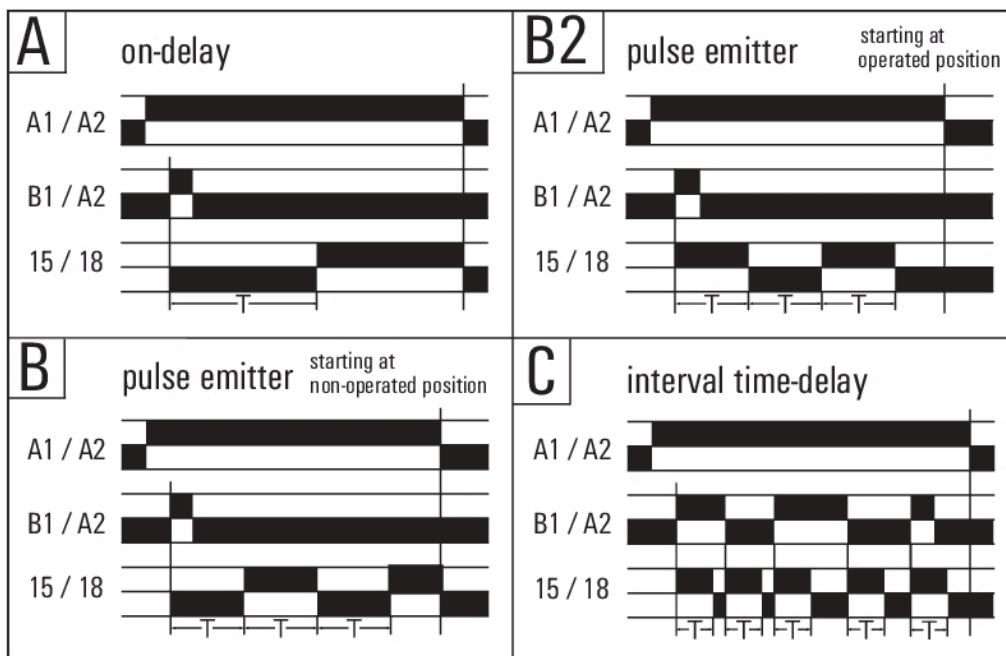 A
on-delay
A1 / A2
B1 / A2
15 / 18
T
B2
pulse emitter
starting at
operated position
A1 / A2
B1 / A2
15 / 18
T T T
B
pulse emitter
starting at
non-operated position
A1 / A2
B1 / A2
15 / 18
T T T
C
interval time-delay
A1 / A2
B1 / A2
15 / 18
T T T T T